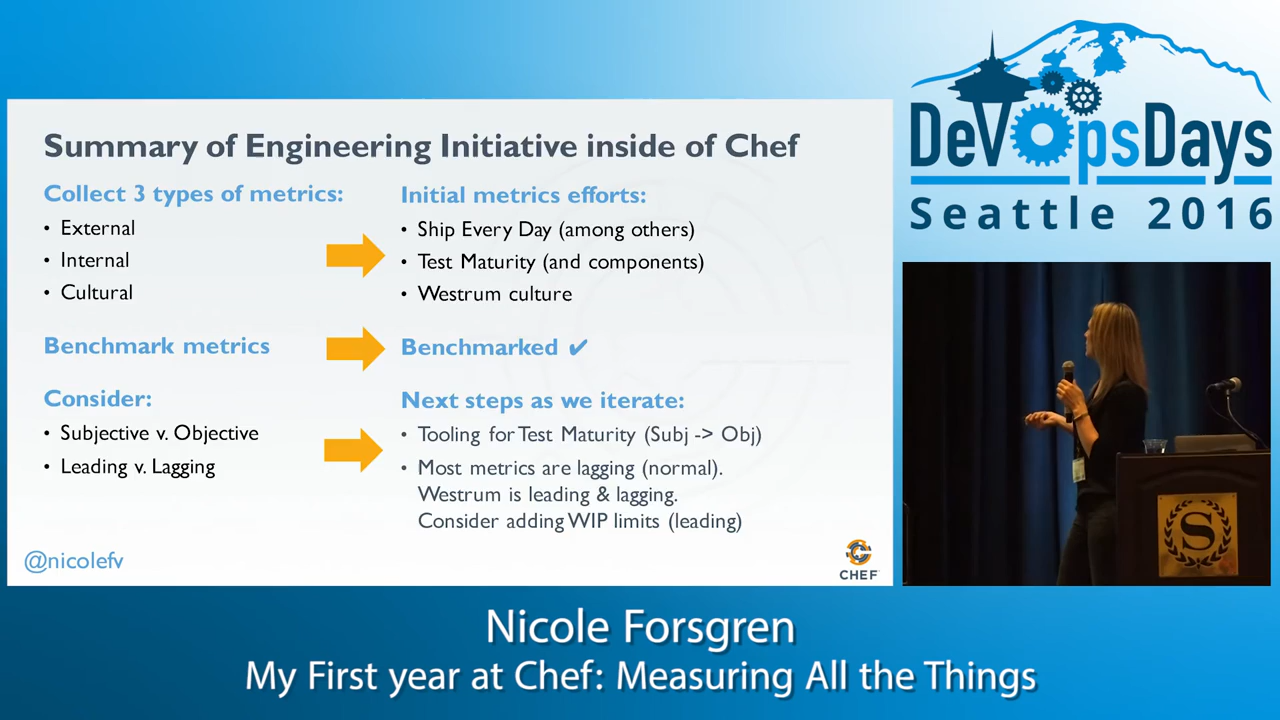 DevOpsDays
Seattle 2016
Summary of Engineering Initiative inside of Chef
Collect 3 types of metrics:
• External
• Internal
• Cultural
Initial metrics efforts:
• Ship Every Day (among others)
• Test Maturity (and components)
• Westrum culture
Benchmark metrics
Benchmarked ✔
Consider:
• Subjective v. Objective
• Leading v. Lagging
Next steps as we iterate:
• Tooling for Test Maturity (Subj -> Obj)
• Most metrics are lagging (normal).
Westrum is leading & lagging.
Consider adding WIP limits (leading)
@nicolefv
CHEF
S
Nicole Forsgren
My First year at Chef: Measuring All the Things